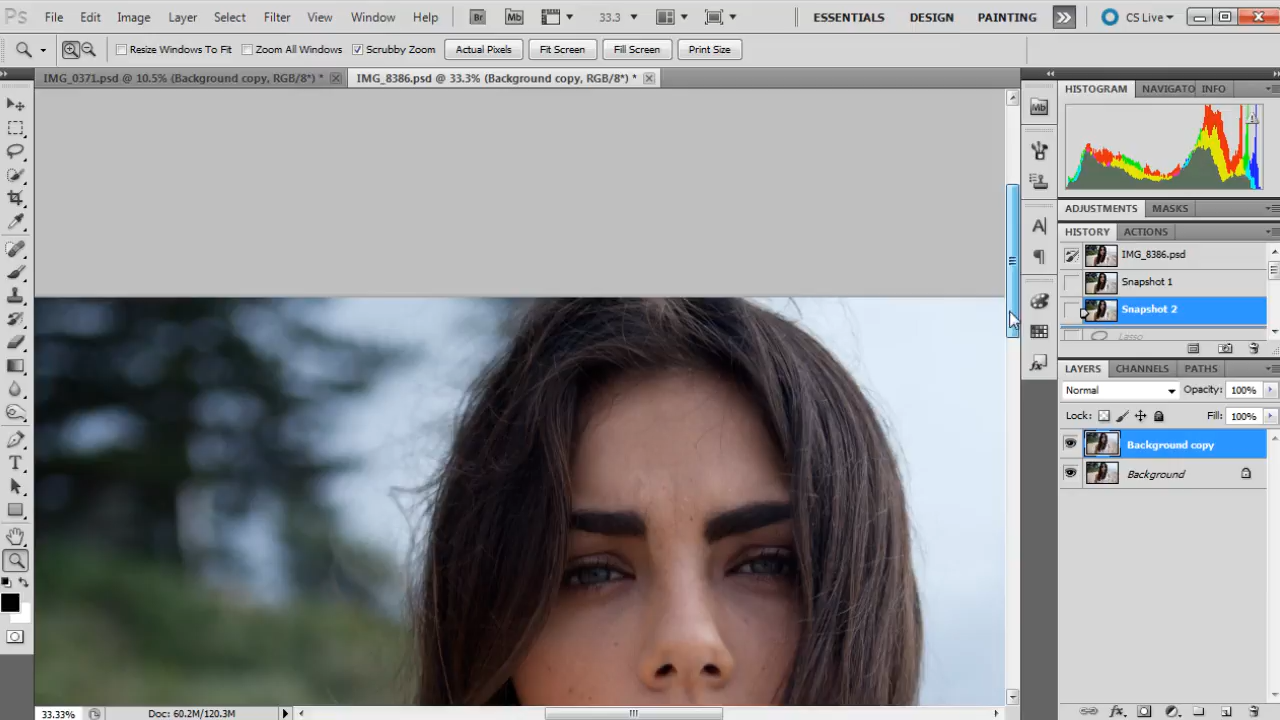 Ps File Edit Image Layer Select Filter View Window Help Br Mb 33.3 ESSENTIALS DESIGN PAINTING CS Live
Resize Windows To Fit Zoom All Windows Scrubby Zoom Actual Pixels Fit Screen Fill Screen Print Size
IMG_0371.psd @ 10.5% (Background copy, RGB/8*) * IMG_8386.psd @ 33.3% (Background copy, RGB/8*) *
HISTOGRAM NAVIGATO INFO
Mb
ADJUSTMENTS MASKS
HISTORY ACTIONS
IMG_8386.psd
Snapshot 1
Snapshot 2
Lasso
LAYERS CHANNELS PATHS
Normal Opacity: 100%
Lock: Fill: 100%
Background copy
Background
33.33% Doc: 60.2M/120.3M
fx